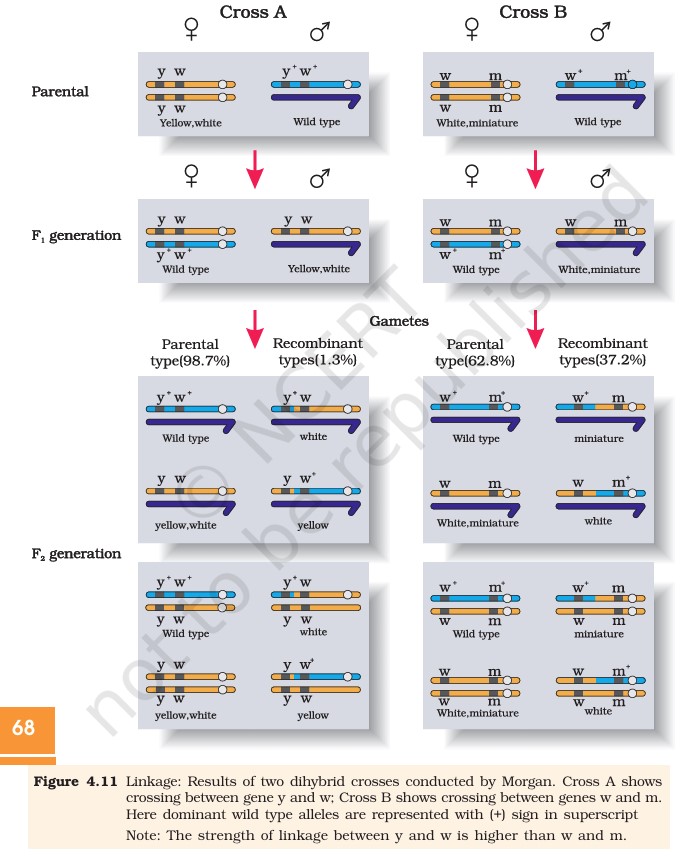 Cross A Cross B
♀ ♂ ♀ ♂
Parental
y w y⁺ w⁺ w m w⁺ m⁺
y w w m
Yellow,white Wild type White,miniature Wild type
♀ ♂ ♀ ♂
F₁ generation
y w y w w m w m
y⁺ w⁺ w⁺ m⁺
Wild type Yellow,white Wild type White,miniature
Gametes
Parental Recombinant Parental Recombinant
type(98.7%) types(1.3%) type(62.8%) types(37.2%)
y⁺ w⁺ y⁺ w w⁺ m⁺ w⁺ m
Wild type white Wild type miniature
y w y w⁺ w m w m⁺
yellow,white yellow White,miniature white
F₂ generation
y⁺ w⁺ y⁺ w w⁺ m⁺ w⁺ m
y w y w w m w m
Wild type white Wild type miniature
y w y w⁺ w m w m⁺
y w y w w m w m
yellow,white yellow White,miniature white
© NCERT
not to be republished
68
Figure 4.11 Linkage: Results of two dihybrid crosses conducted by Morgan. Cross A shows
crossing between gene y and w; Cross B shows crossing between genes w and m.
Here dominant wild type alleles are represented with (+) sign in superscript
Note: The strength of linkage between y and w is higher than w and m.